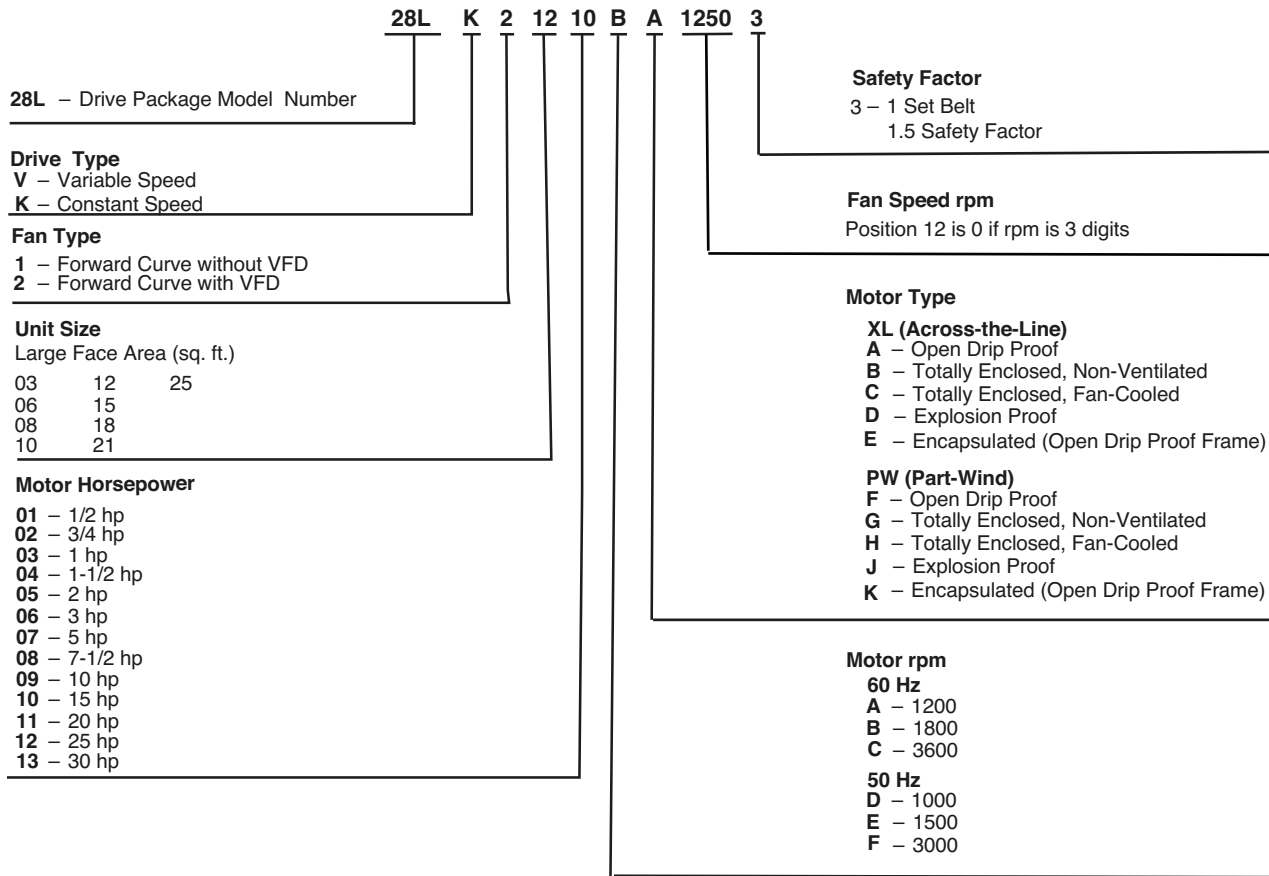 28L K 2 12 10 B A 1250 3
28L – Drive Package Model Number
Drive Type
V – Variable Speed
K – Constant Speed
Fan Type
1 – Forward Curve without VFD
2 – Forward Curve with VFD
Unit Size
Large Face Area (sq. ft.)
03 12 25
06 15
08 18
10 21
Motor Horsepower
01 – 1/2 hp
02 – 3/4 hp
03 – 1 hp
04 – 1-1/2 hp
05 – 2 hp
06 – 3 hp
07 – 5 hp
08 – 7-1/2 hp
09 – 10 hp
10 – 15 hp
11 – 20 hp
12 – 25 hp
13 – 30 hp
Safety Factor
3 – 1 Set Belt
1.5 Safety Factor
Fan Speed rpm
Position 12 is 0 if rpm is 3 digits
Motor Type
XL (Across-the-Line)
A – Open Drip Proof
B – Totally Enclosed, Non-Ventilated
C – Totally Enclosed, Fan-Cooled
D – Explosion Proof
E – Encapsulated (Open Drip Proof Frame)
PW (Part-Wind)
F – Open Drip Proof
G – Totally Enclosed, Non-Ventilated
H – Totally Enclosed, Fan-Cooled
J – Explosion Proof
K – Encapsulated (Open Drip Proof Frame)
Motor rpm
60 Hz
A – 1200
B – 1800
C – 3600
50 Hz
D – 1000
E – 1500
F – 3000